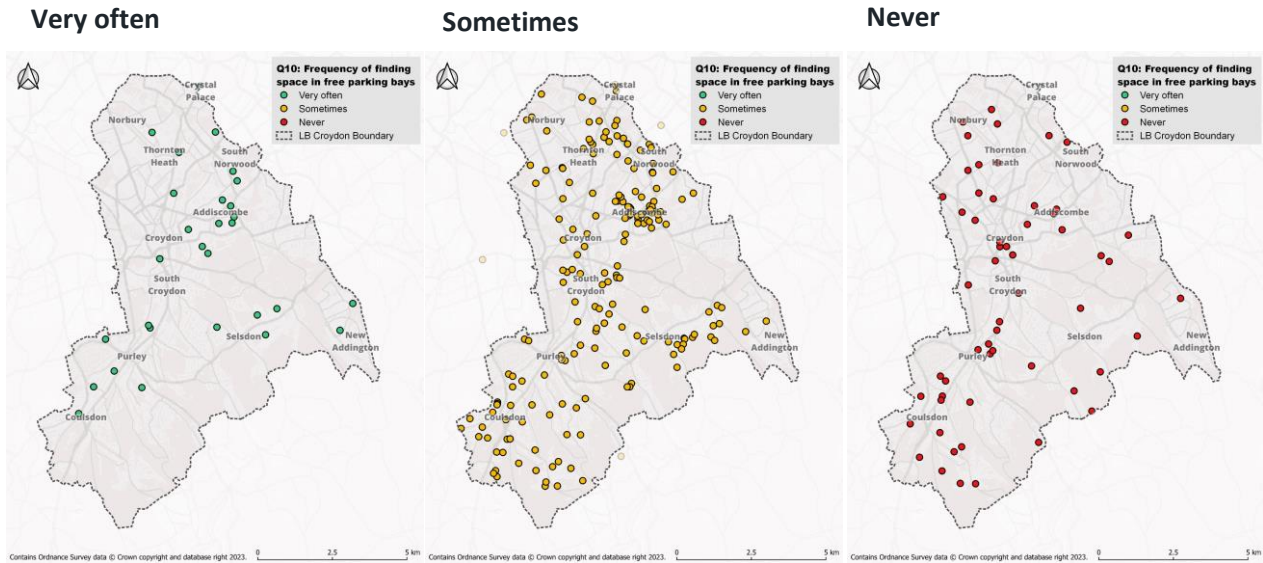 Very often
Sometimes
Never
Q10: Frequency of finding
space in free parking bays
Very often
Sometimes
Never
LB Croydon Boundary
Crystal
Palace
Norbury
Thornton
Heath
South
Norwood
Addiscombe
Croydon
South
Croydon
Selsdon
New
Addington
Purley
Coulsdon
Contains Ordnance Survey data © Crown copyright and database right 2023.
0
2.5
5 km
Q10: Frequency of finding
space in free parking bays
Very often
Sometimes
Never
LB Croydon Boundary
Crystal
Palace
Norbury
Thornton
Heath
South
Norwood
Addiscombe
Croydon
South
Croydon
Selsdon
New
Addington
Purley
Coulsdon
Contains Ordnance Survey data © Crown copyright and database right 2023.
0
2.5
5 km
Q10: Frequency of finding
space in free parking bays
Very often
Sometimes
Never
LB Croydon Boundary
Crystal
Palace
Norbury
Thornton
Heath
South
Norwood
Addiscombe
Croydon
South
Croydon
Selsdon
New
Addington
Purley
Coulsdon
Contains Ordnance Survey data © Crown copyright and database right 2023.
0
2.5
5 km